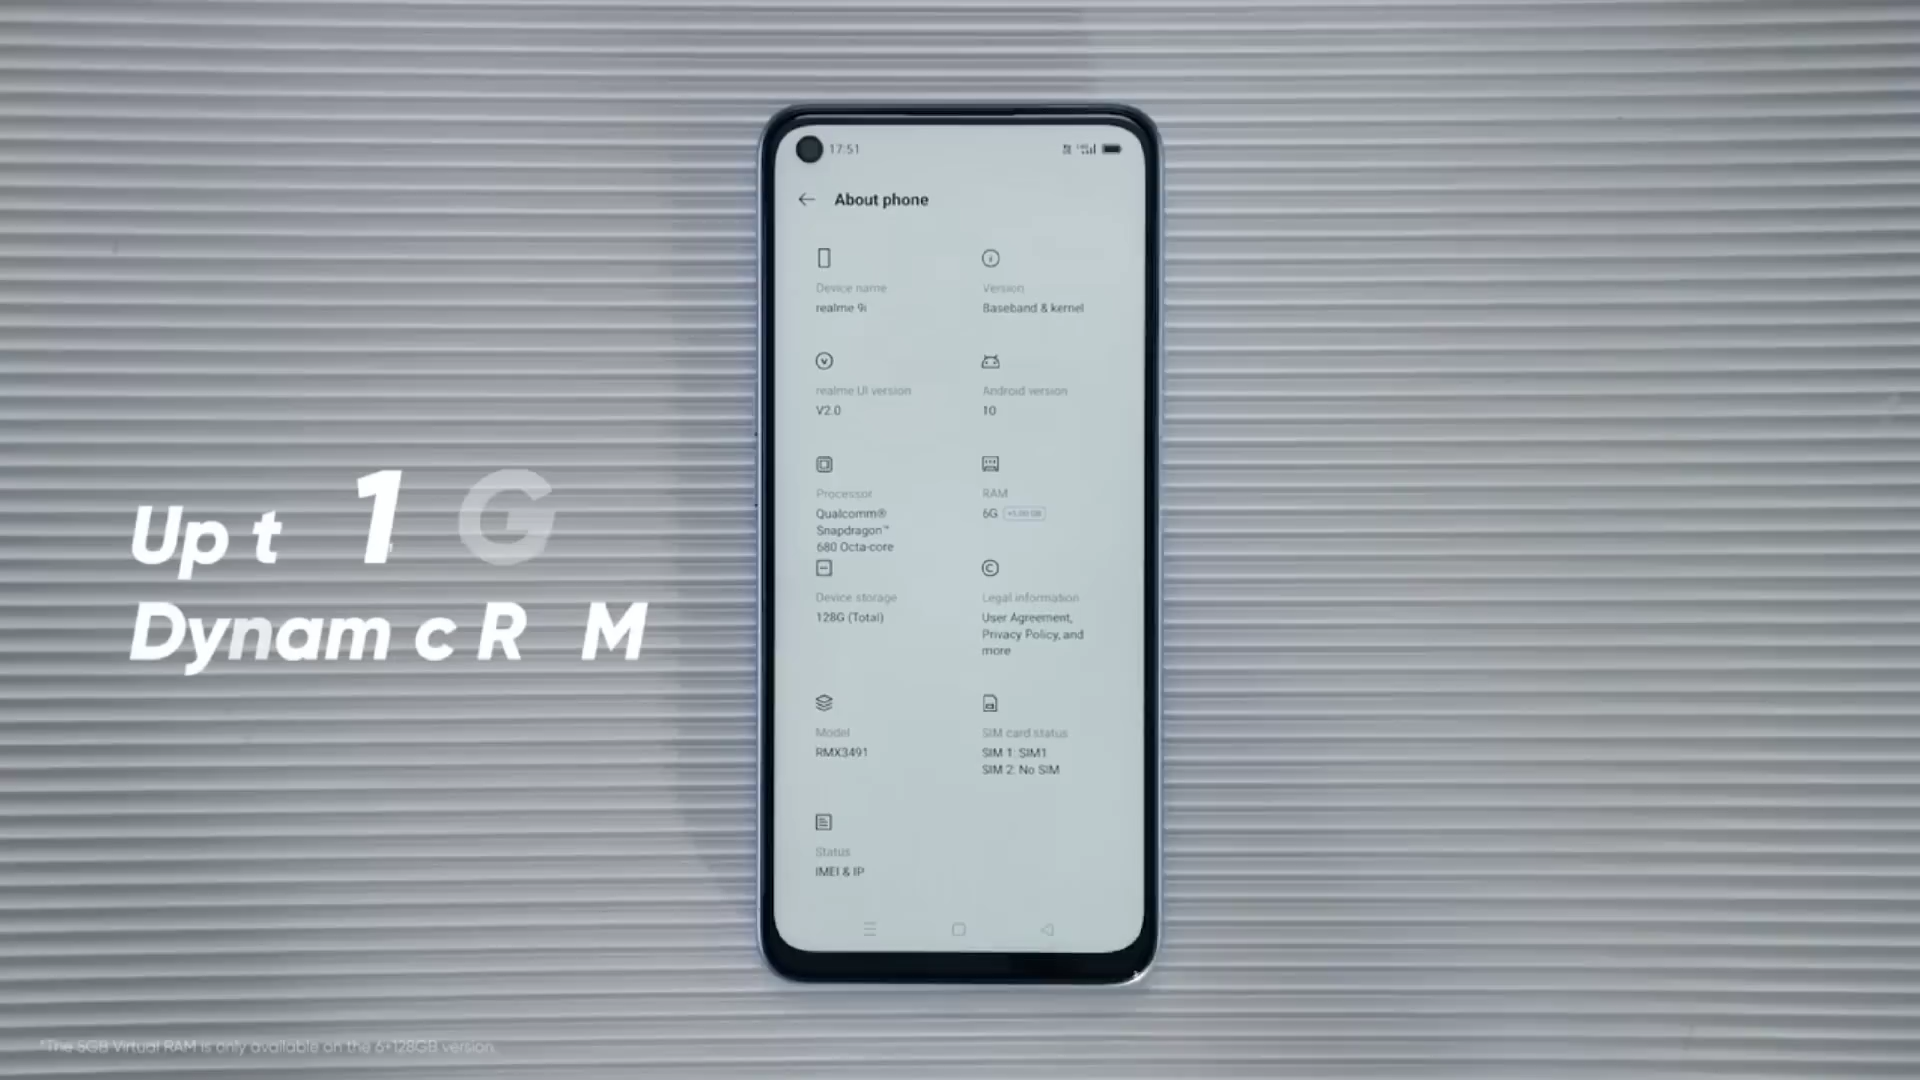 17:51
About phone
Device name
realme 9i
Version
Baseband & kernel
realme UI version
V2.0
Android version
10
Processor
Qualcomm®
Snapdragon™
680 Octa-core
RAM
6G
Device storage
128G (Total)
Legal information
User Agreement,
Privacy Policy, and
more
Model
RMX3491
SIM card status
SIM 1: SIM1
SIM 2: No SIM
Status
IMEI & IP
Up t 1 G
Dynam c R M
*The 5GB Virtual RAM is only available on the 6+128GB version.